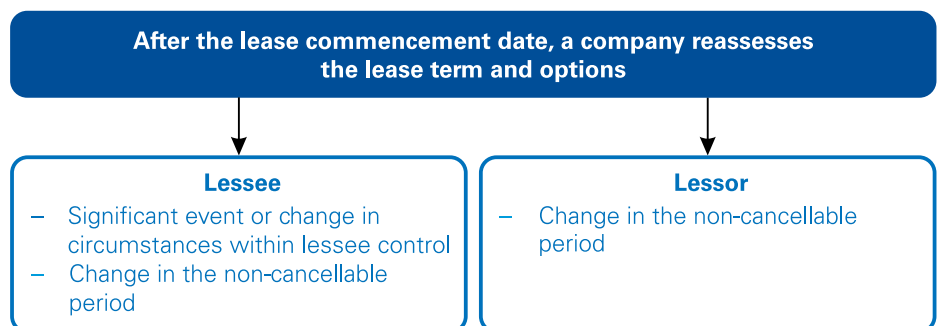 After the lease commencement date, a company reassesses
the lease term and options
Lessee
– Significant event or change in
circumstances within lessee control
– Change in the non-cancellable
period
Lessor
– Change in the non-cancellable
period